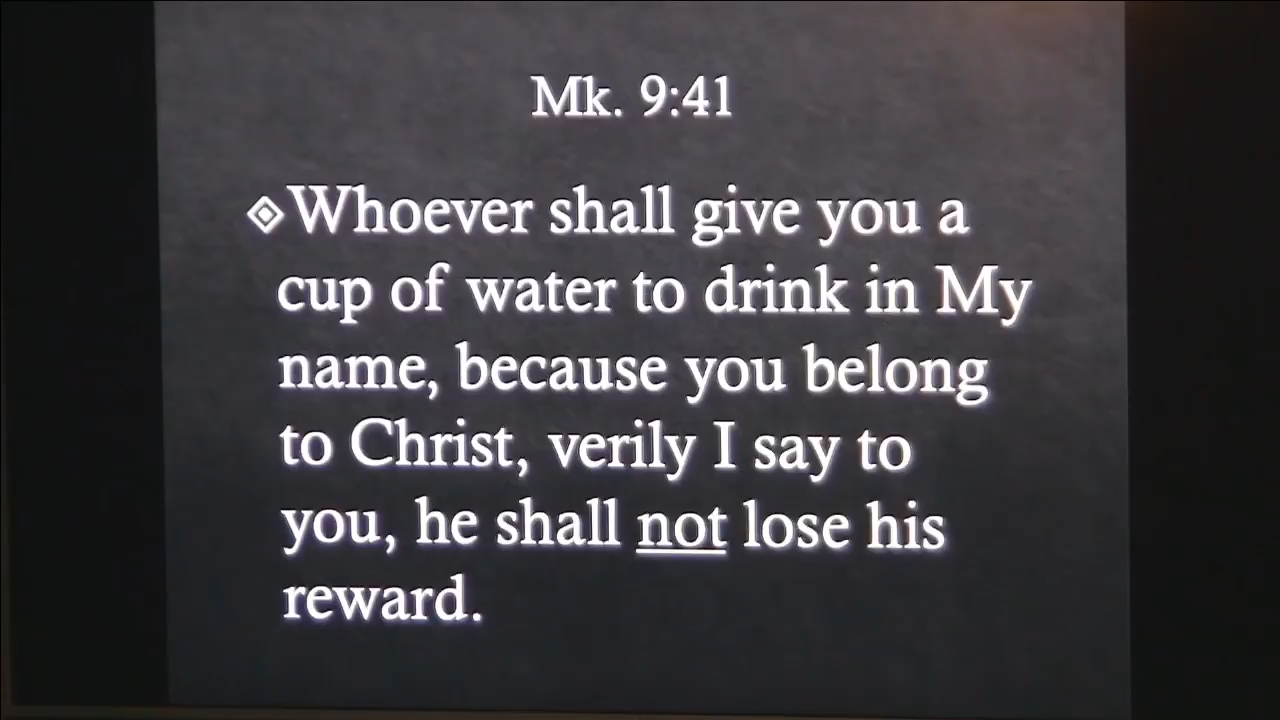 Mk. 9:41
Whoever shall give you a
cup of water to drink in My
name, because you belong
to Christ, verily I say to
you, he shall not lose his
reward.